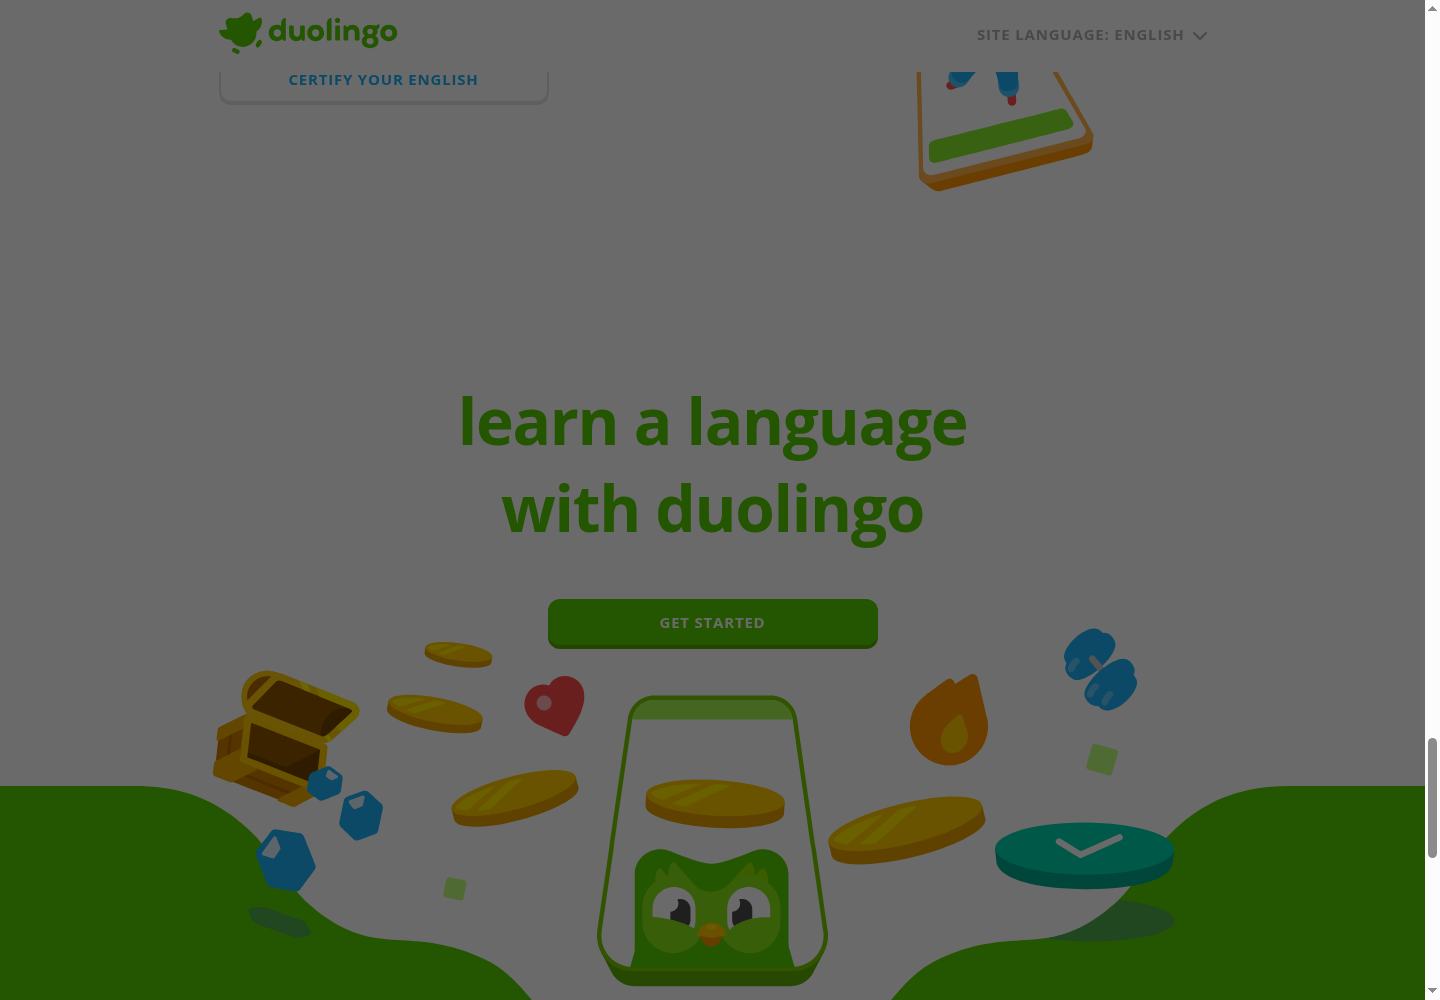 duolingo
SITE LANGUAGE: ENGLISH
CERTIFY YOUR ENGLISH
learn a language
with duolingo
GET STARTED